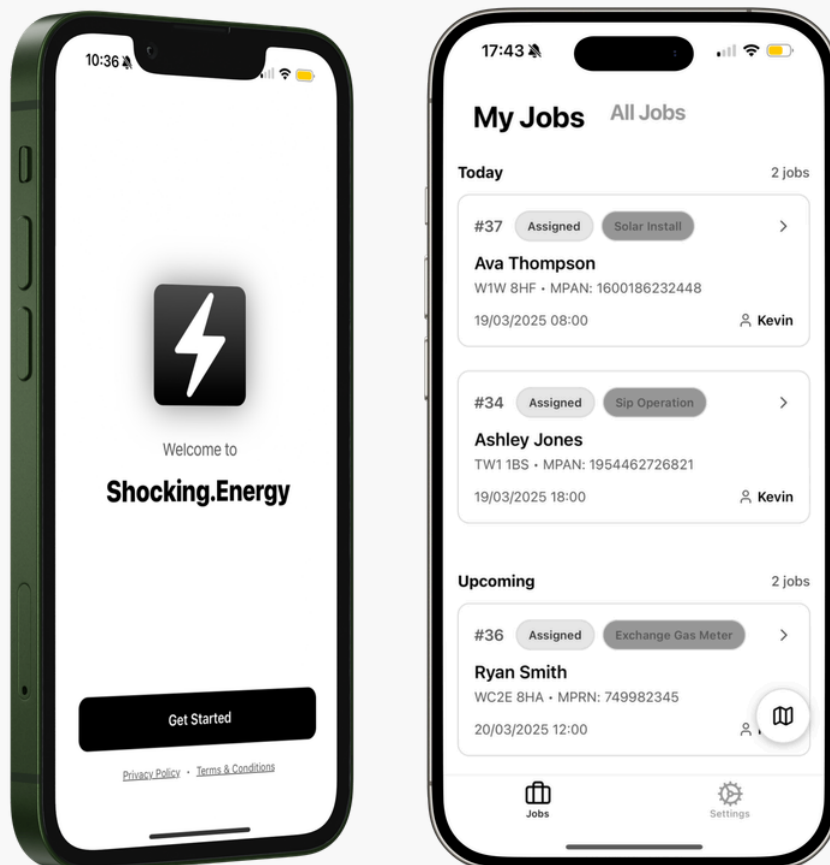 10:36
Welcome to
Shocking.Energy
Get Started
Privacy Policy • Terms & Conditions
17:43
My Jobs All Jobs
Today 2 jobs
#37 Assigned Solar Install
Ava Thompson
W1W 8HF • MPAN: 1600186232448
19/03/2025 08:00 Kevin
#34 Assigned Sip Operation
Ashley Jones
TW1 1BS • MPAN: 1954462726821
19/03/2025 18:00 Kevin
Upcoming 2 jobs
#36 Assigned Exchange Gas Meter
Ryan Smith
WC2E 8HA • MPRN: 749982345
20/03/2025 12:00
Jobs Settings